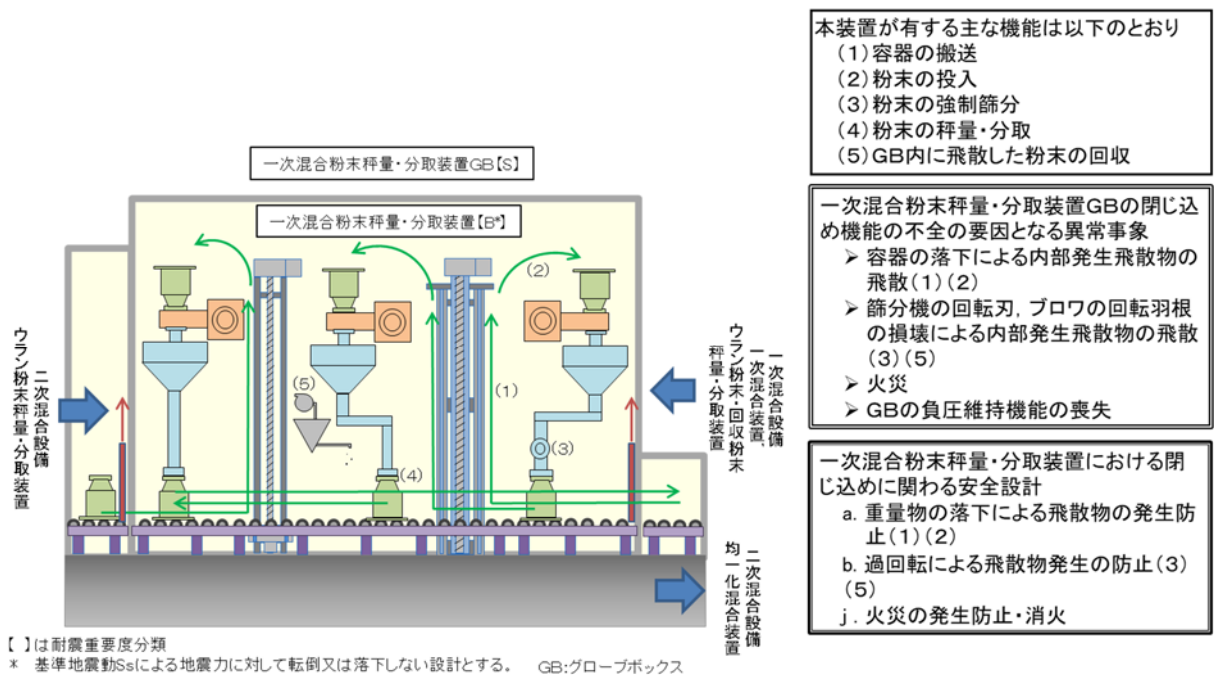 一次混合粉末秤量・分取装置GB【S】
一次混合粉末秤量・分取装置【B*】
(1)
(2)
(3)
(4)
(5)
二次混合設備
ウラン粉末秤量・分取装置
一次混合設備
一次混合装置、
ウラン粉末・回収粉末
秤量・分取装置
二次混合設備
均一化混合装置
【 】は耐震重要度分類
* 基準地震動Ssによる地震力に対して転倒又は落下しない設計とする。 GB:グローブボックス
本装置が有する主な機能は以下のとおり
(1)容器の搬送
(2)粉末の投入
(3)粉末の強制篩分
(4)粉末の秤量・分取
(5)GB内に飛散した粉末の回収
一次混合粉末秤量・分取装置GBの閉じ込
め機能の不全の要因となる異常事象
➢ 容器の落下による内部発生飛散物の
飛散(1)(2)
➢ 篩分機の回転刃，ブロワの回転羽根
の損壊による内部発生飛散物の飛散
(3)(5)
➢ 火災
➢ GBの負圧維持機能の喪失
一次混合粉末秤量・分取装置における閉
じ込めに関わる安全設計
a. 重量物の落下による飛散物の発生防
止(1)(2)
b. 過回転による飛散物発生の防止(3)
(5)
j. 火災の発生防止・消火